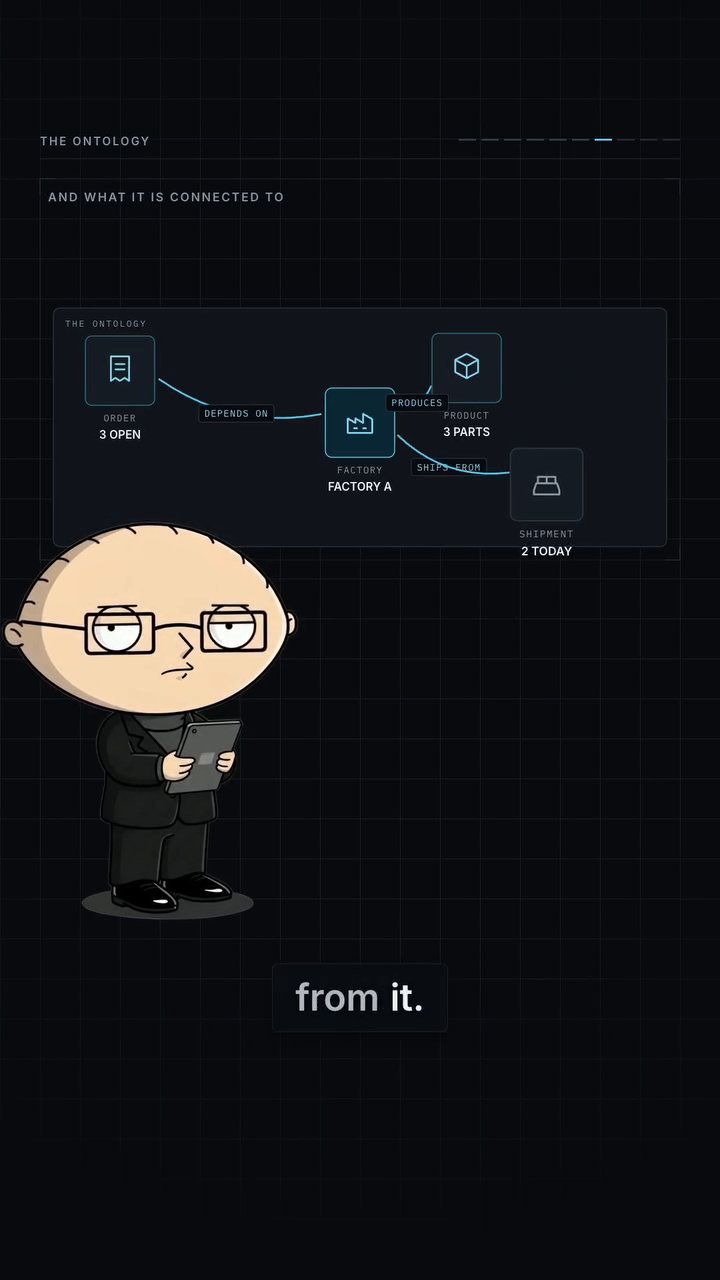 THE ONTOLOGY
AND WHAT IT IS CONNECTED TO
THE ONTOLOGY
ORDER
3 OPEN
DEPENDS ON
FACTORY
FACTORY A
PRODUCES
PRODUCT
3 PARTS
SHIPS FROM
SHIPMENT
2 TODAY
from it.